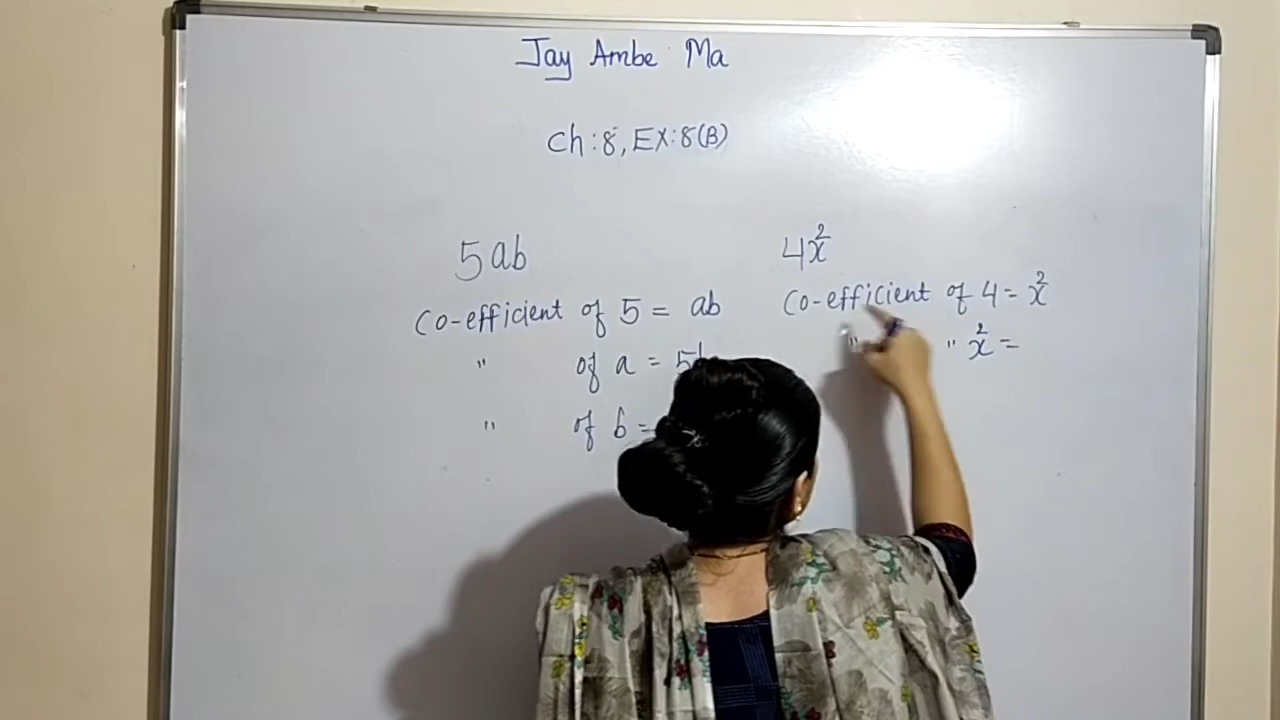 Jay Ambe Ma
Ch:8, EX:8(B)
5ab
Co-efficient of 5 = ab
" of a = 5b
" of b =
4x²
Co-efficient of 4 = x²
" " x² =